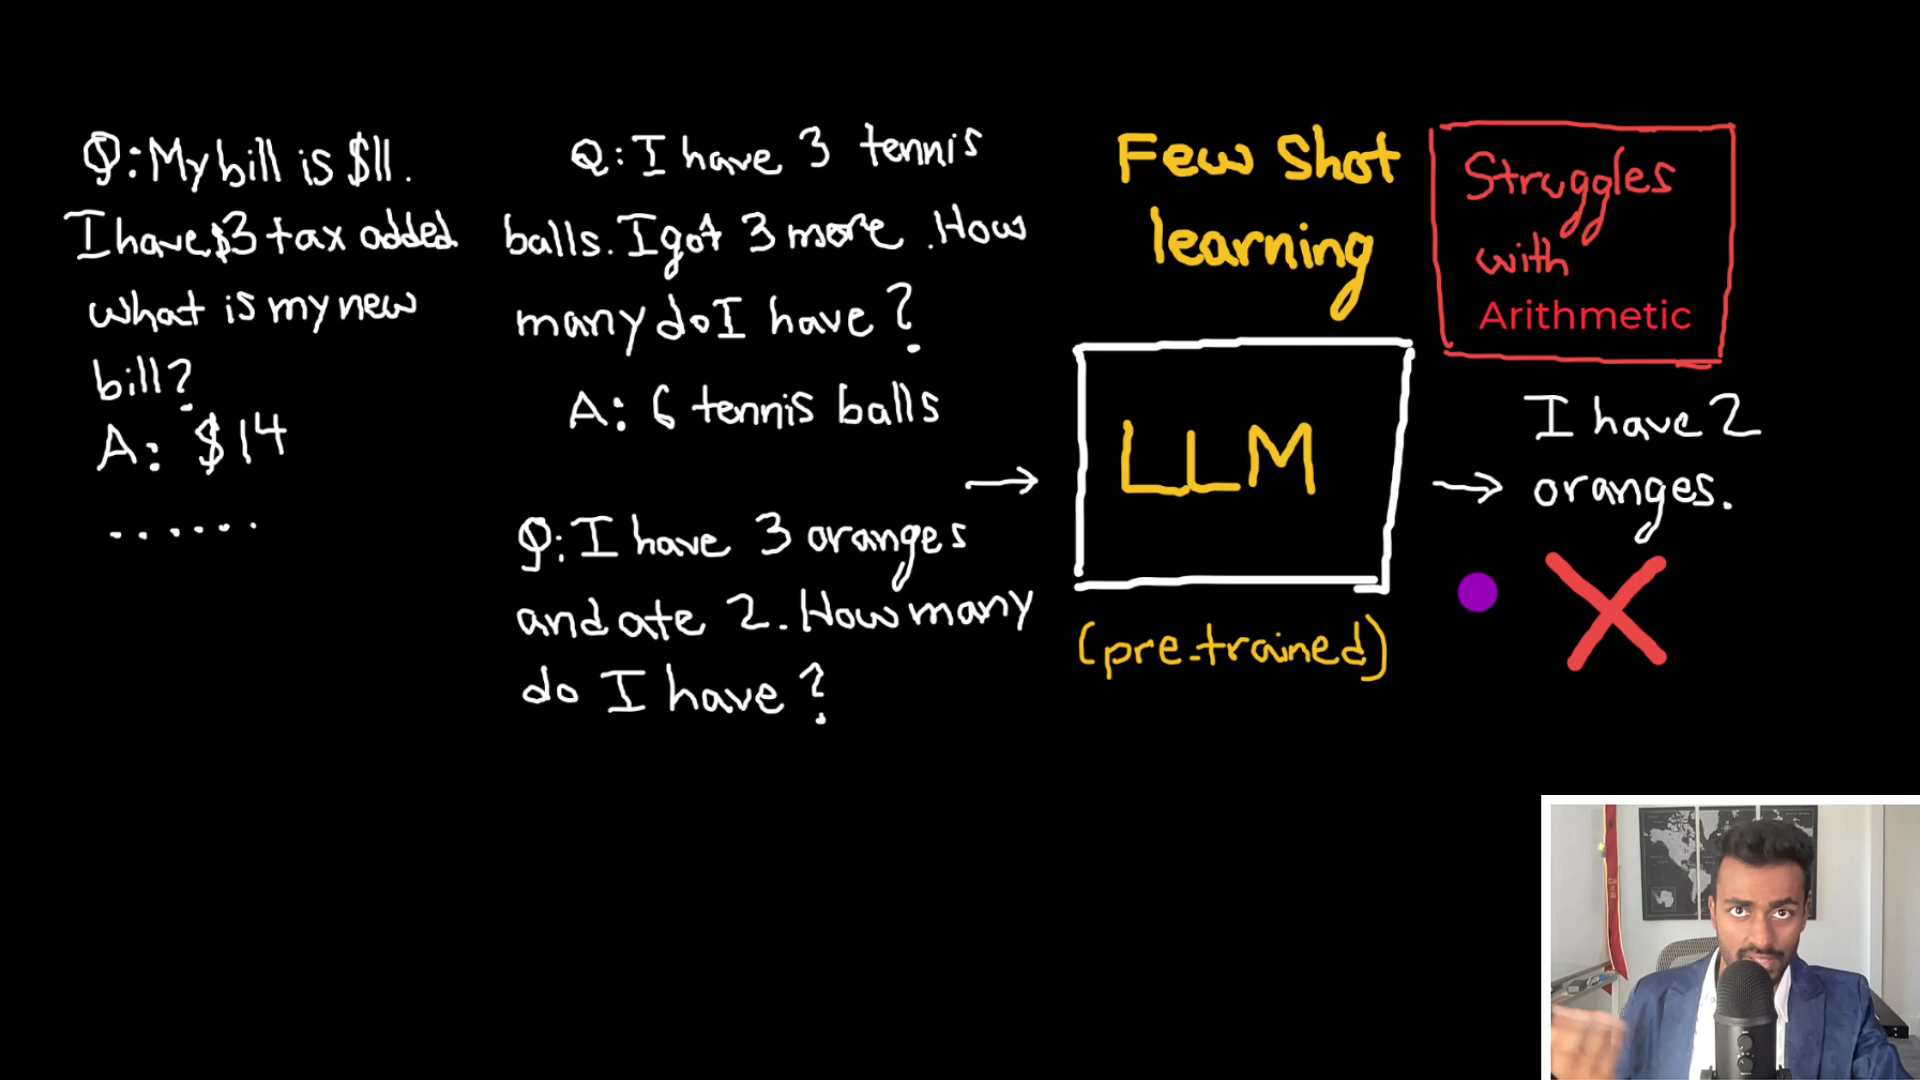 Q: My bill is $11.
I have $3 tax added
what is my new
bill?
A: $14
......
Q: I have 3 tennis
balls. I got 3 more. How
many do I have?
A: 6 tennis balls
Q: I have 3 oranges
and ate 2. How many
do I have?
Few Shot
learning
LLM
(pre-trained)
Struggles
with
Arithmetic
I have 2
oranges.